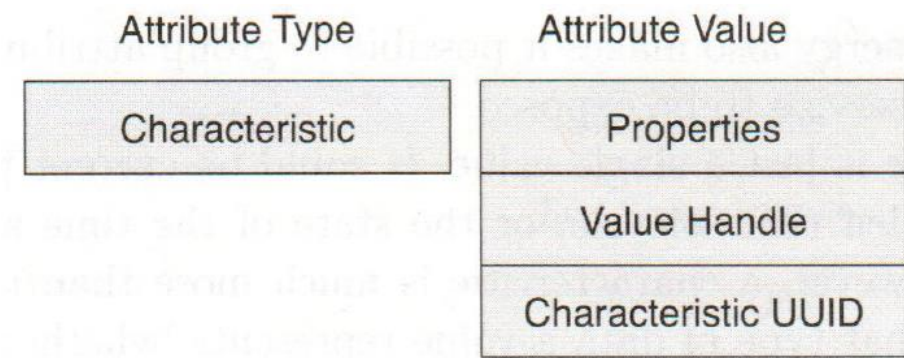 Attribute Type Attribute Value
Characteristic Properties
Value Handle
Characteristic UUID